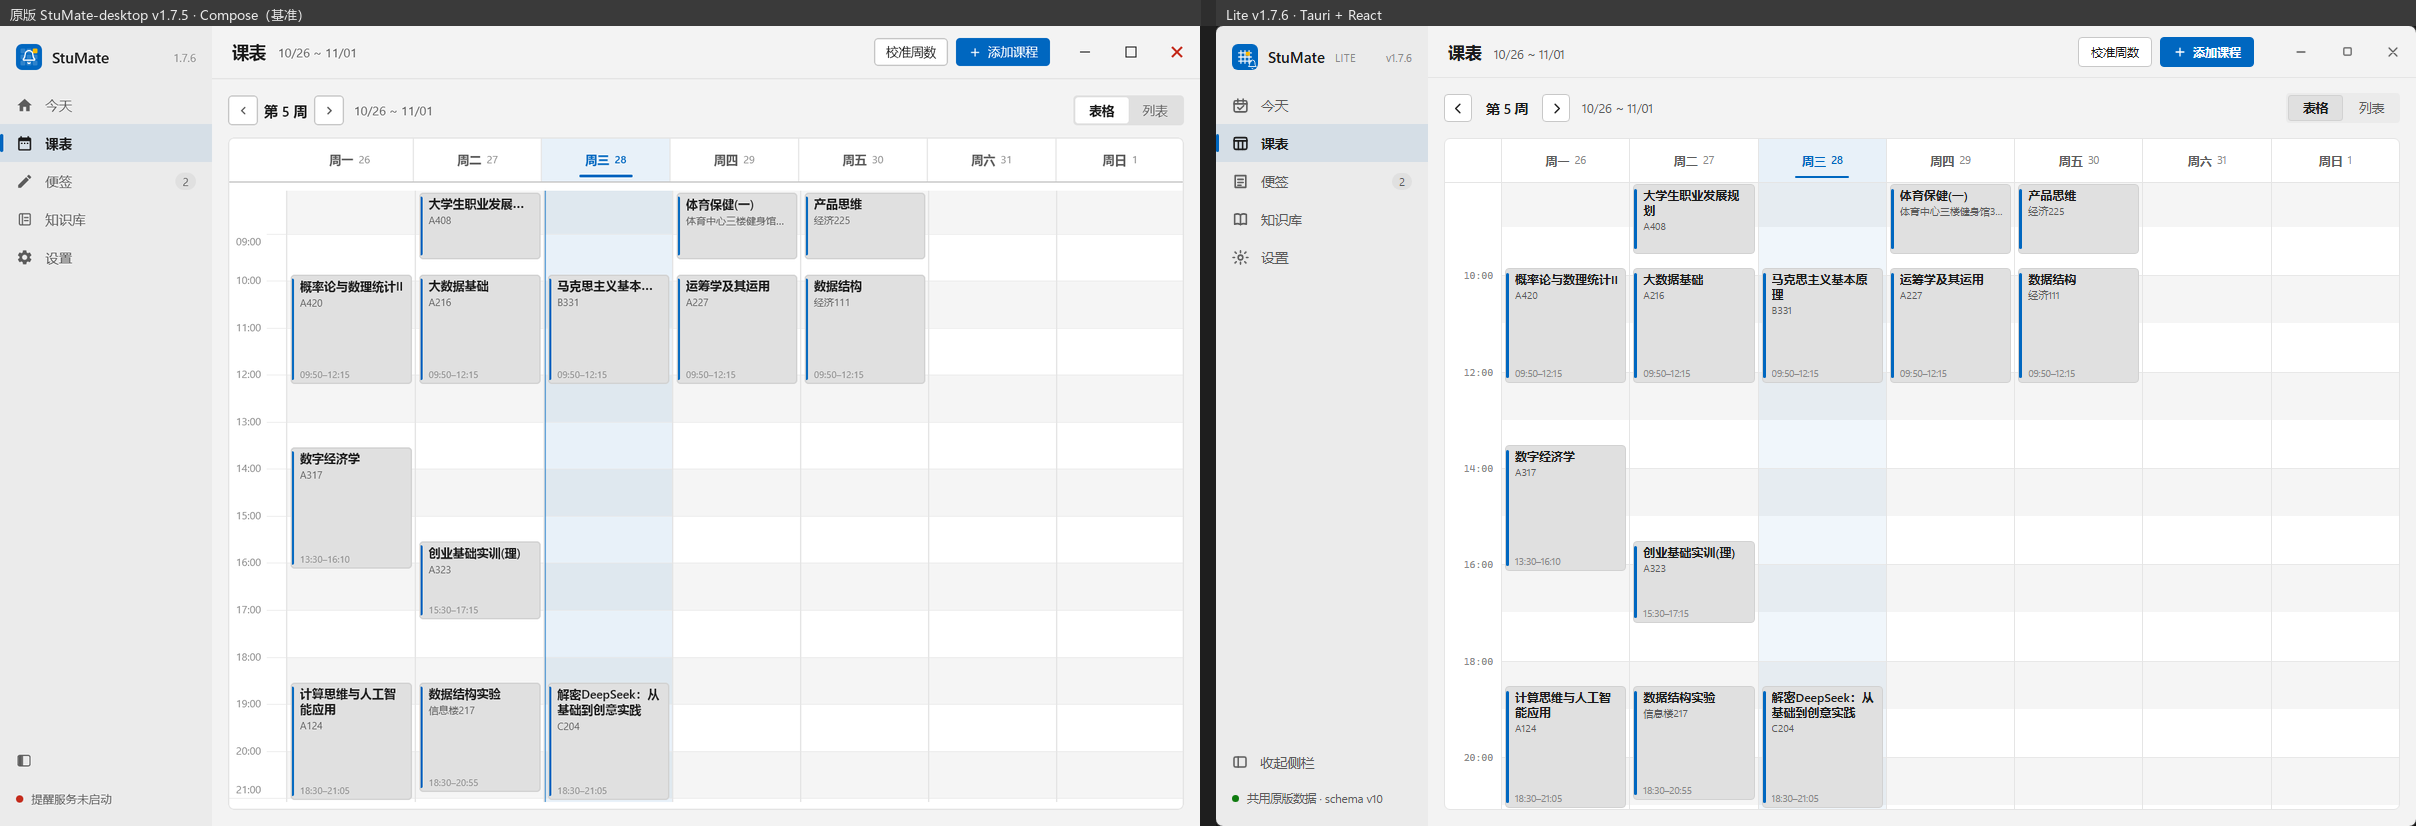 原版 StuMate-desktop v1.7.5 · Compose（基准）
StuMate 1.7.6
今天
课表
便签 2
知识库
设置
提醒服务未启动
课表 10/26 ~ 11/01
校准周数
+ 添加课程
第 5 周
10/26 ~ 11/01
表格 列表
周一 26 周二 27 周三 28 周四 29 周五 30 周六 31 周日 1
09:00
10:00
11:00
12:00
13:00
14:00
15:00
16:00
17:00
18:00
19:00
20:00
21:00
大学生职业发展...
A408
体育保健(一)
体育中心三楼健身馆...
产品思维
经济225
概率论与数理统计II
A420
09:50–12:15
大数据基础
A216
09:50–12:15
马克思主义基本...
B331
09:50–12:15
运筹学及其运用
A227
09:50–12:15
数据结构
经济111
09:50–12:15
数字经济学
A317
13:30–16:10
创业基础实训(理)
A323
15:30–17:15
计算思维与人工智
能应用
A124
18:30–21:05
数据结构实验
信息楼217
18:30–20:55
解密DeepSeek：从
基础到创意实践
C204
18:30–21:05
Lite v1.7.6 · Tauri + React
StuMate LITE v1.7.6
今天
课表
便签 2
知识库
设置
收起侧栏
共用原版数据 · schema v10
课表 10/26 ~ 11/01
校准周数
+ 添加课程
第 5 周
10/26 ~ 11/01
表格 列表
周一 26 周二 27 周三 28 周四 29 周五 30 周六 31 周日 1
10:00
12:00
14:00
16:00
18:00
20:00
大学生职业发展规
划
A408
体育保健(一)
体育中心三楼健身馆3...
产品思维
经济225
概率论与数理统计II
A420
09:50–12:15
大数据基础
A216
09:50–12:15
马克思主义基本原
理
B331
09:50–12:15
运筹学及其运用
A227
09:50–12:15
数据结构
经济111
09:50–12:15
数字经济学
A317
13:30–16:10
创业基础实训(理)
A323
15:30–17:15
计算思维与人工智
能应用
A124
18:30–21:05
数据结构实验
信息楼217
18:30–20:55
解密DeepSeek：从
基础到创意实践
C204
18:30–21:05